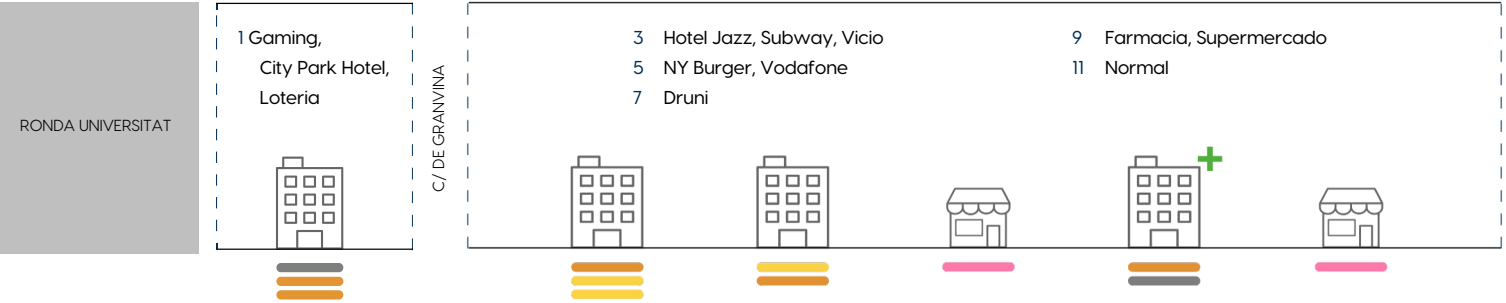 RONDA UNIVERSITAT
1 Gaming,
City Park Hotel,
Loteria
C/ DE GRANVINA
3 Hotel Jazz, Subway, Vicio
5 NY Burger, Vodafone
7 Druni
9 Farmacia, Supermercado
11 Normal